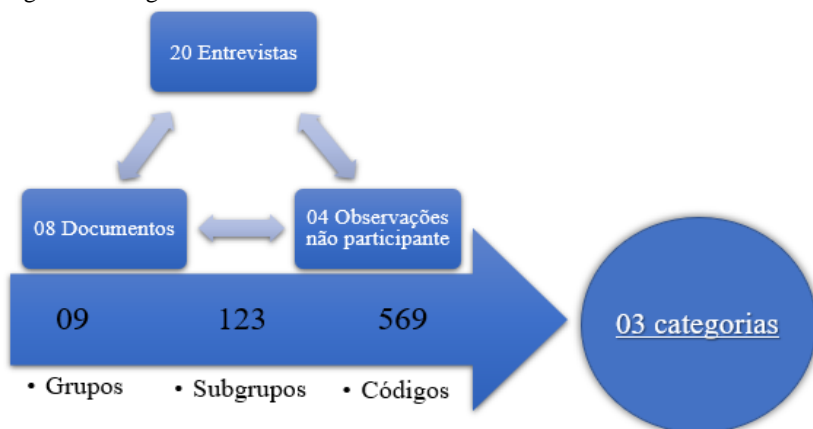 20 Entrevistas
08 Documentos
04 Observações
não participante
09
123
569
• Grupos
• Subgrupos
• Códigos
03 categorias